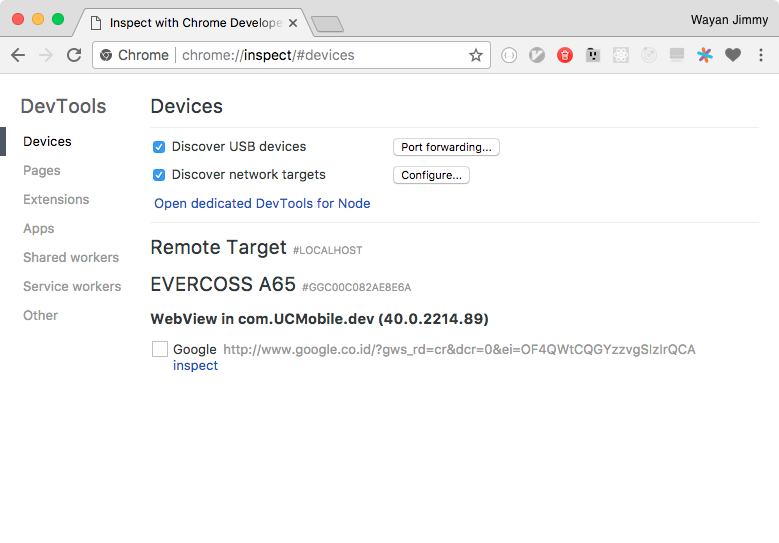 Inspect with Chrome Develope
Wayan Jimmy
Chrome chrome://inspect/#devices
DevTools
Devices
Pages
Extensions
Apps
Shared workers
Service workers
Other
Devices
Discover USB devices
Port forwarding...
Discover network targets
Configure...
Open dedicated DevTools for Node
Remote Target #LOCALHOST
EVERCOSS A65 #GGC00C082AE8E6A
WebView in com.UCMobile.dev (40.0.2214.89)
Google http://www.google.co.id/?gws_rd=cr&dcr=0&ei=OF4QWtCQGYzzvgSlzIrQCA
inspect